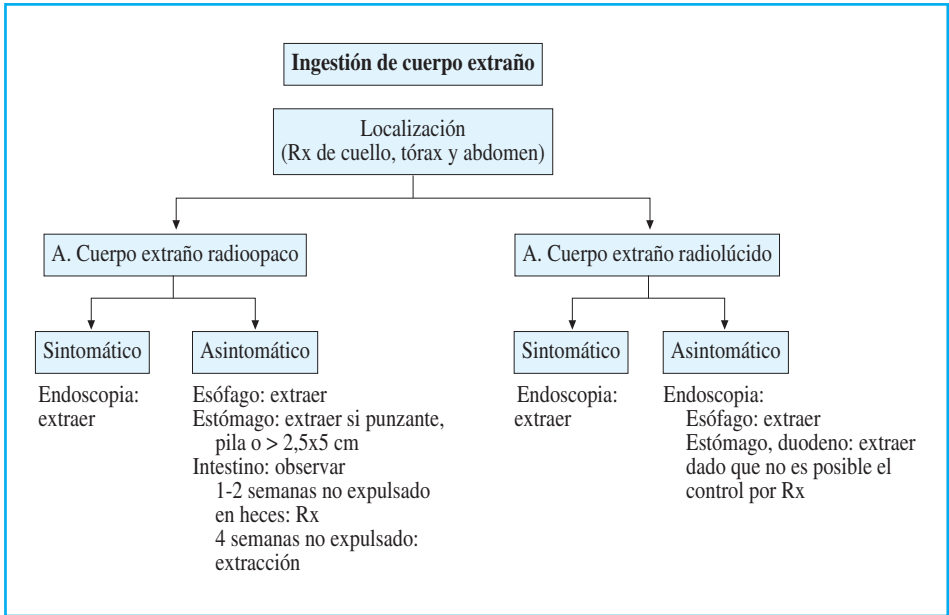 Ingestión de cuerpo extraño
Localización
(Rx de cuello, tórax y abdomen)
A. Cuerpo extraño radioopaco
A. Cuerpo extraño radiolúcido
Sintomático
Asintomático
Sintomático
Asintomático
Endoscopia:
extraer
Esófago: extraer
Estómago: extraer si punzante,
pila o > 2,5x5 cm
Intestino: observar
1-2 semanas no expulsado
en heces: Rx
4 semanas no expulsado:
extracción
Endoscopia:
extraer
Endoscopia:
Esófago: extraer
Estómago, duodeno: extraer
dado que no es posible el
control por Rx